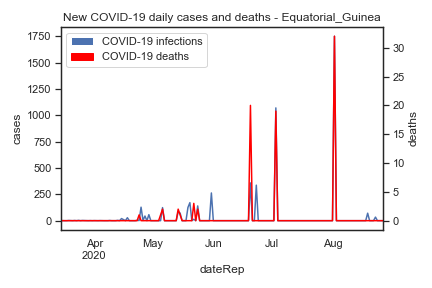 New COVID-19 daily cases and deaths - Equatorial_Guinea
COVID-19 infections
COVID-19 deaths
1750
1500
1250
1000
750
500
250
0
cases
30
25
20
15
10
5
0
deaths
Apr
2020
May
Jun
Jul
Aug
dateRep